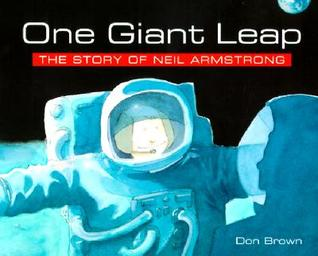 One Giant Leap
THE STORY OF NEIL ARMSTRONG
Don Brown